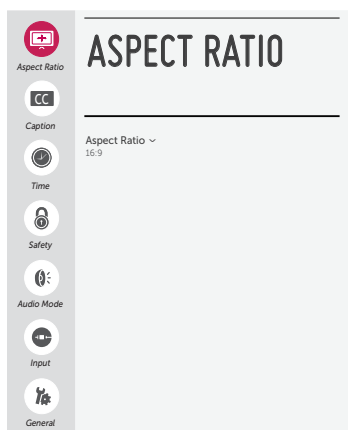 Aspect Ratio
CC
Caption
Time
Safety
Audio Mode
Input
General
ASPECT RATIO
Aspect Ratio
16:9